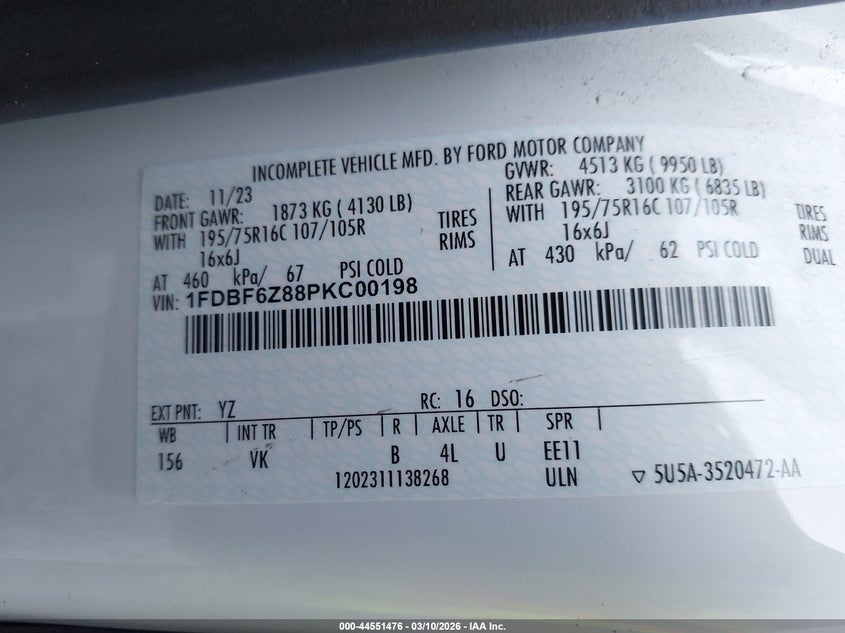 INCOMPLETE VEHICLE MFD. BY FORD MOTOR COMPANY
DATE: 11/23
GVWR: 4513 KG ( 9950 LB)
FRONT GAWR: 1873 KG ( 4130 LB)
REAR GAWR: 3100 KG ( 6835 LB)
WITH 195/75R16C 107/105R TIRES
WITH 195/75R16C 107/105R TIRES
16x6J RIMS
16x6J RIMS
AT 460 kPa/ 67 PSI COLD
AT 430 kPa/ 62 PSI COLD DUAL
VIN: 1FDBF6Z88PKC00198
EXT PNT: YZ RC: 16 DSO:
WB INT TR TP/PS R AXLE TR SPR
156 VK B 4L U EE11
1202311138268 ULN ▽ 5U5A-3520472-AA
000-44551476 - 03/10/2026 - IAA Inc.